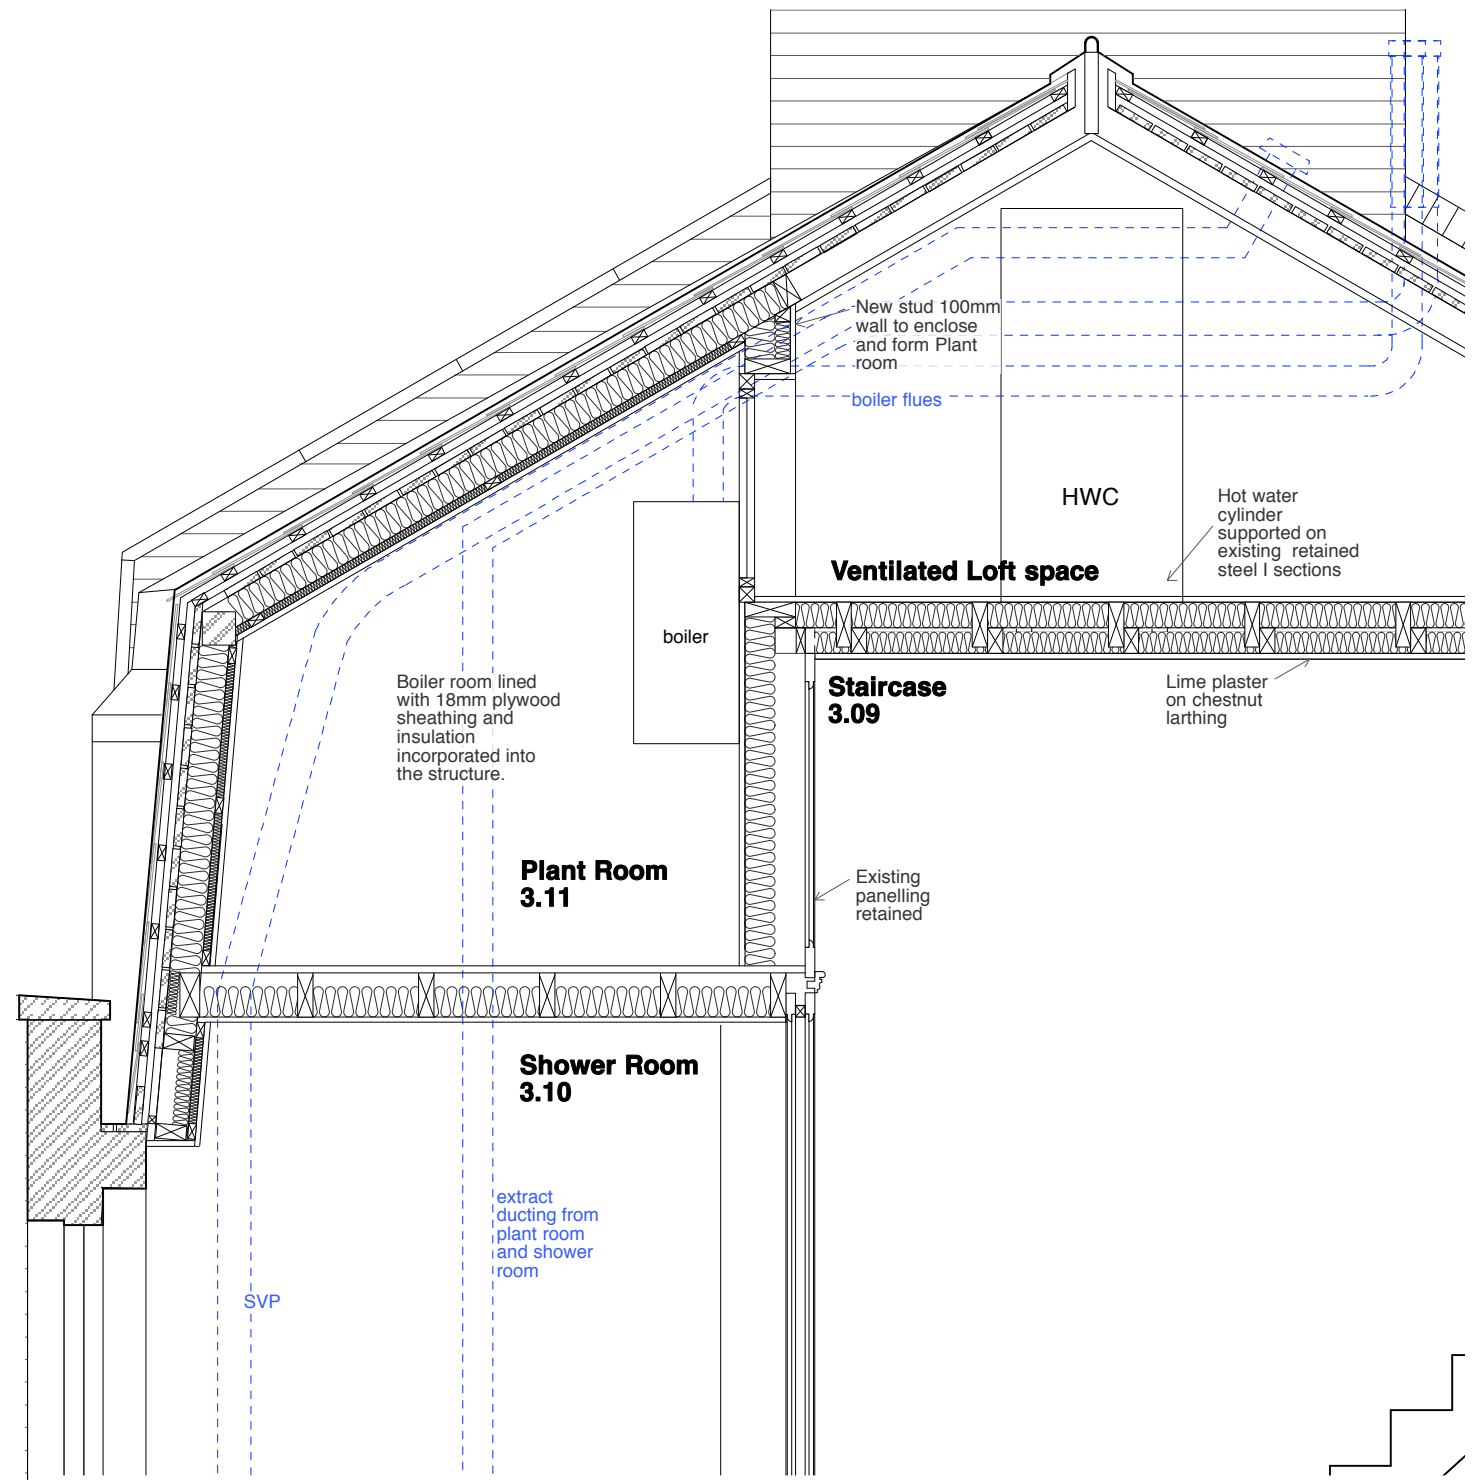 New stud 100mm
wall to enclose
and form Plant
room
boiler flues
HWC
Hot water
cylinder
supported on
existing retained
steel I sections
Ventilated Loft space
boiler
Boiler room lined
with 18mm plywood
sheathing and
insulation
incorporated into
the structure.
Staircase
3.09
Lime plaster
on chestnut
larthing
Plant Room
3.11
Existing
panelling
retained
Shower Room
3.10
extract
ducting from
plant room
and shower
room
SVP